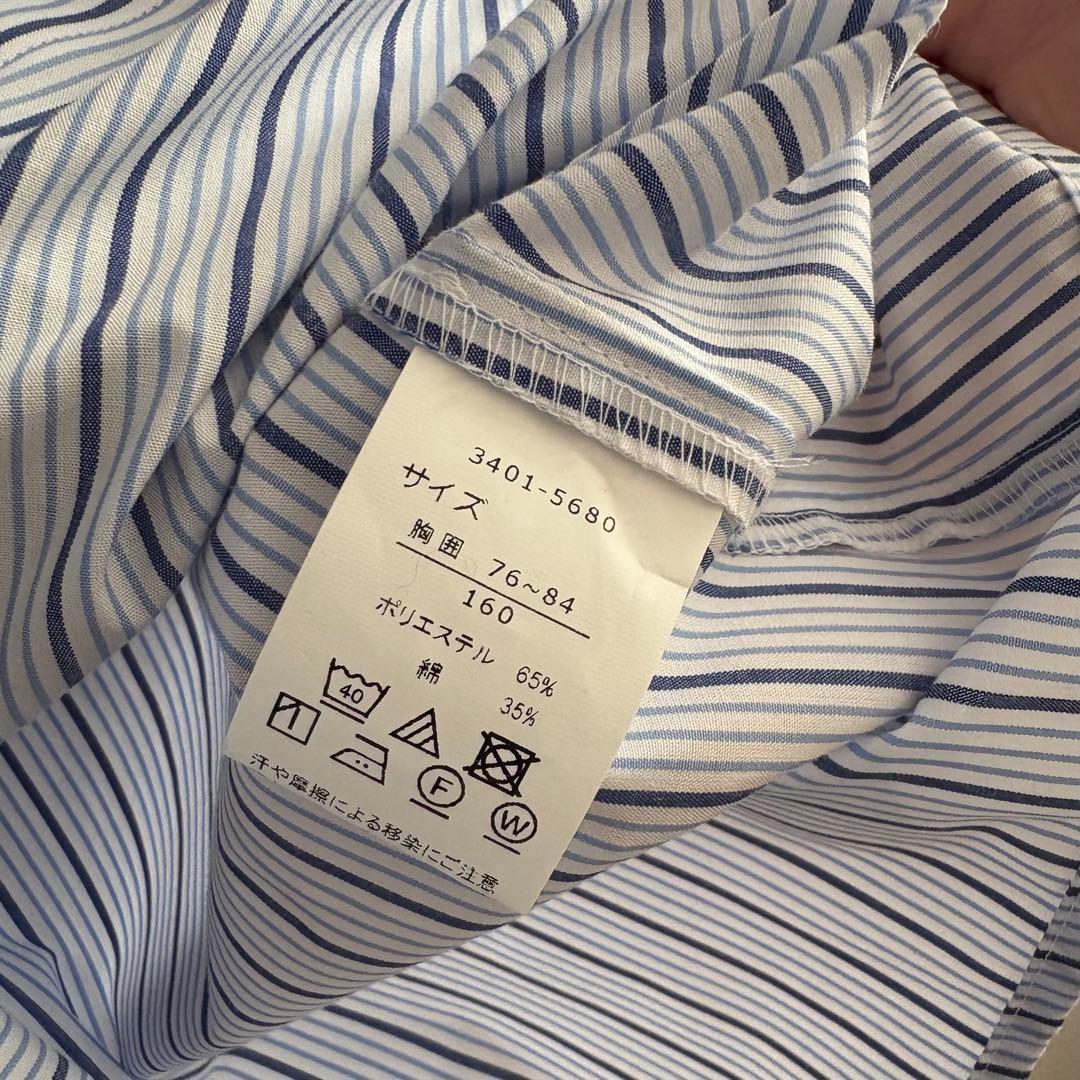 3401-5680
サイズ
胸囲 76~84
160
ポリエステル 65%
綿 35%
40
F
W
汗や摩擦による移染にご注意